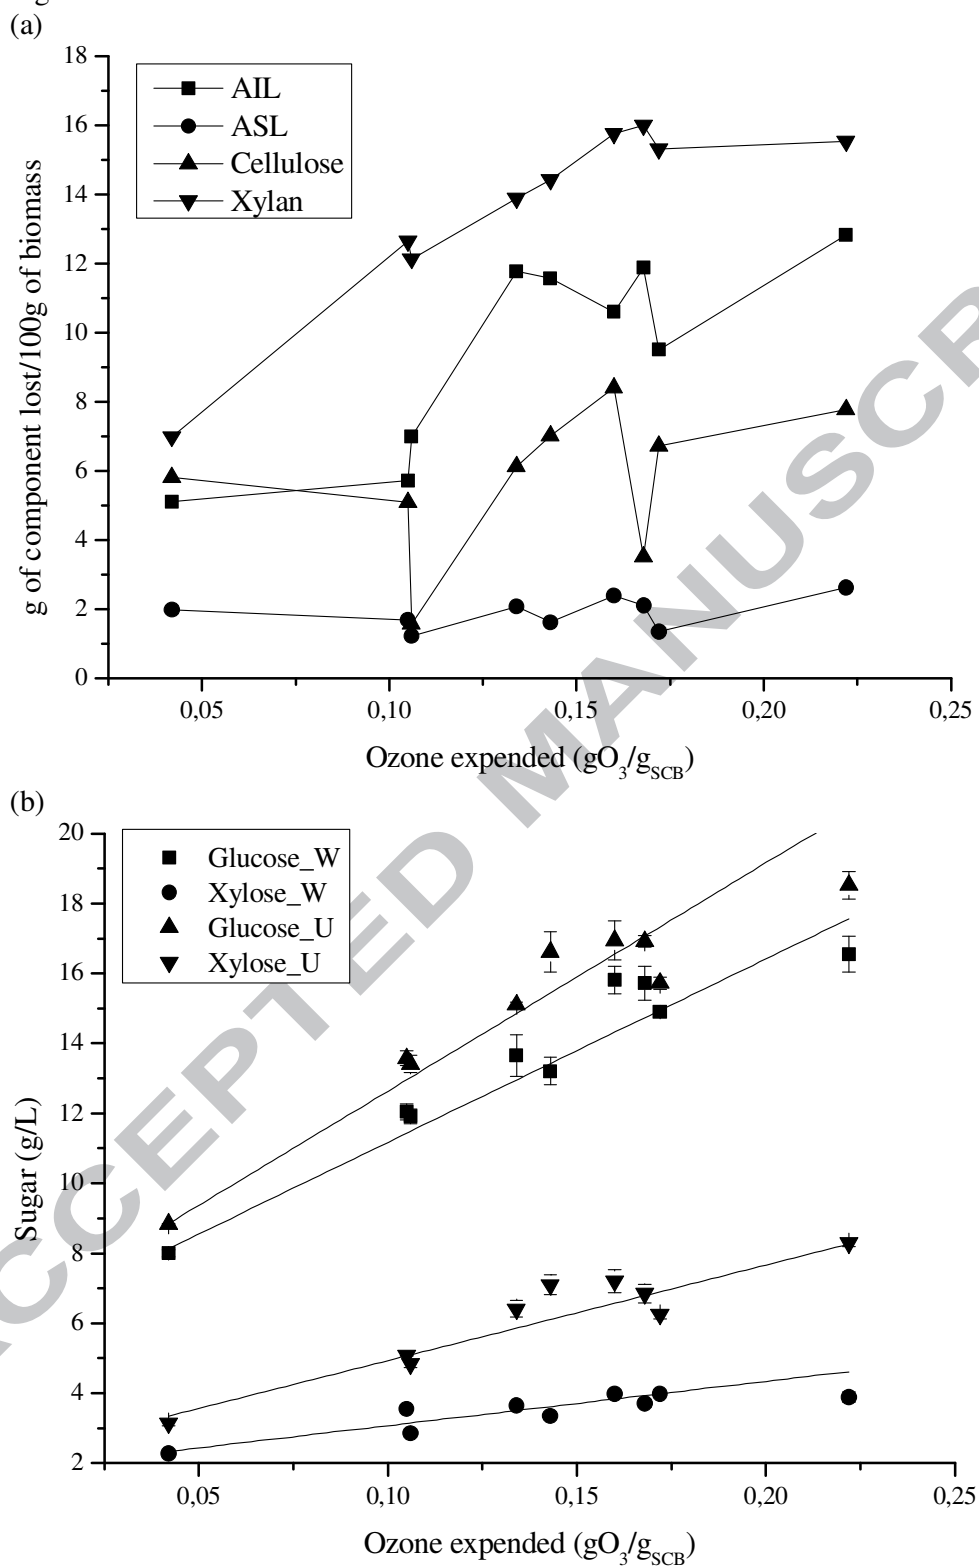 (a)
18
16
14
12
10
8
6
4
2
0
AIL
ASL
Cellulose
Xylan
g of component lost/100g of biomass
0,05 0,10 0,15 0,20 0,25
Ozone expended (gO3/gSCB)
(b)
20
18
16
14
12
10
8
6
4
2
Glucose_W
Xylose_W
Glucose_U
Xylose_U
Sugar (g/L)
0,05 0,10 0,15 0,20 0,25
Ozone expended (gO3/gSCB)
ACCEPTED MANUSCR